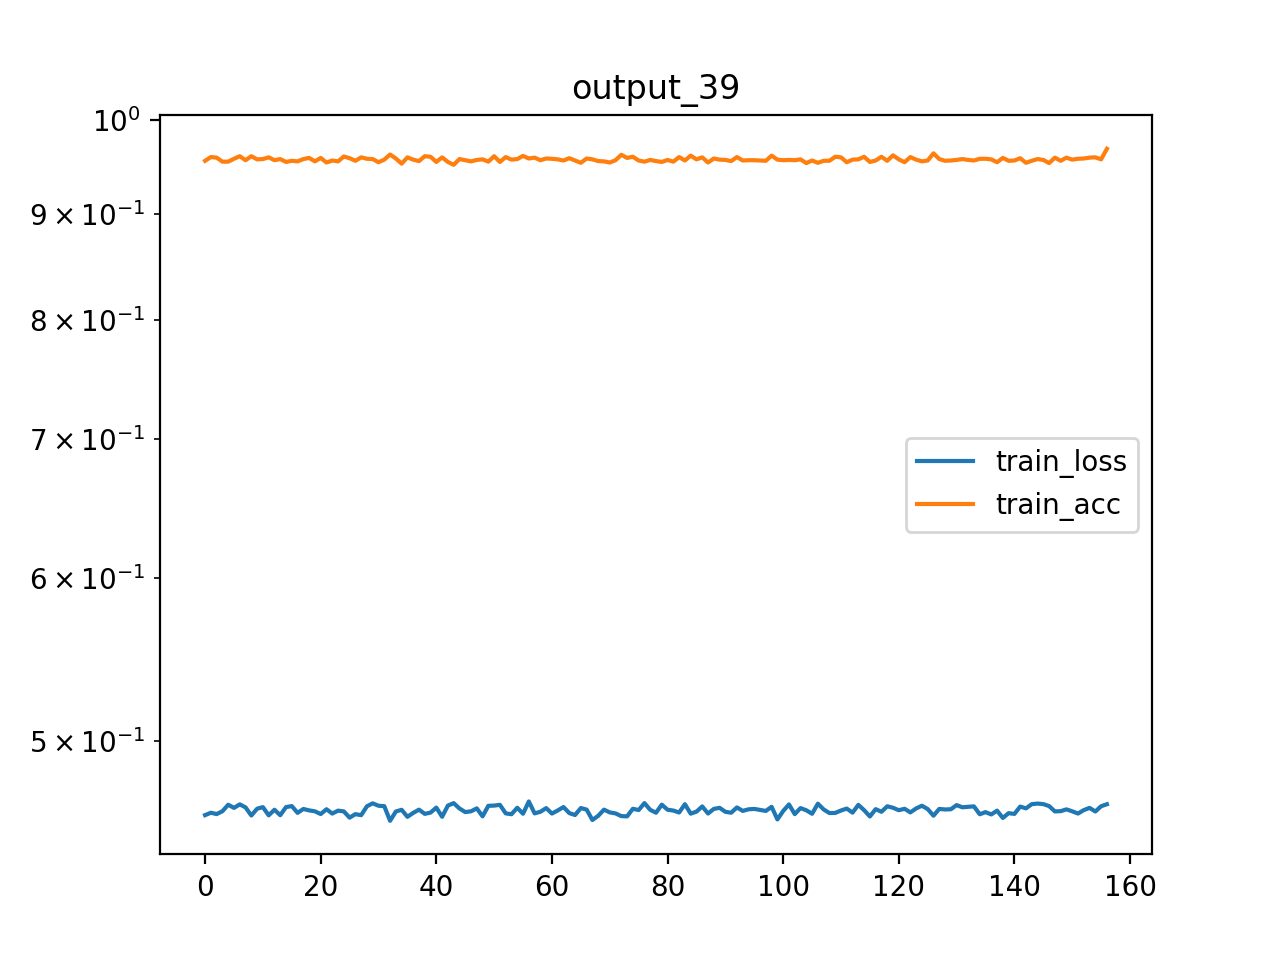 output_39
10⁰
9 × 10⁻¹
8 × 10⁻¹
7 × 10⁻¹
6 × 10⁻¹
5 × 10⁻¹
train_loss
train_acc
0 20 40 60 80 100 120 140 160